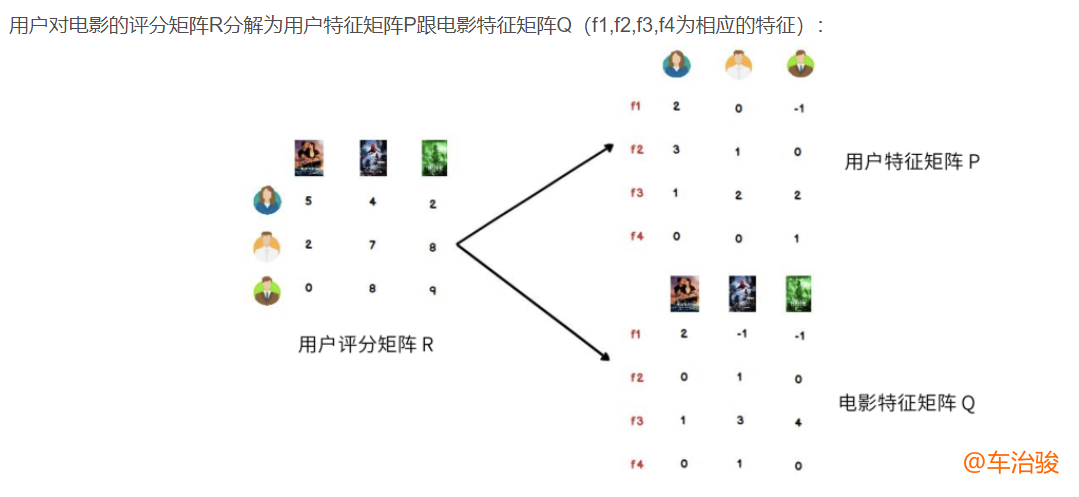 用户对电影的评分矩阵R分解为用户特征矩阵P跟电影特征矩阵Q（f1,f2,f3,f4为相应的特征）:
f1 2 0 -1
f2 3 1 0
f3 1 2 2
f4 0 0 1
用户特征矩阵 P
5 4 2
2 7 8
0 8 9
用户评分矩阵 R
f1 2 -1 -1
f2 0 1 0
f3 1 3 4
f4 0 1 0
电影特征矩阵 Q
@车治骏